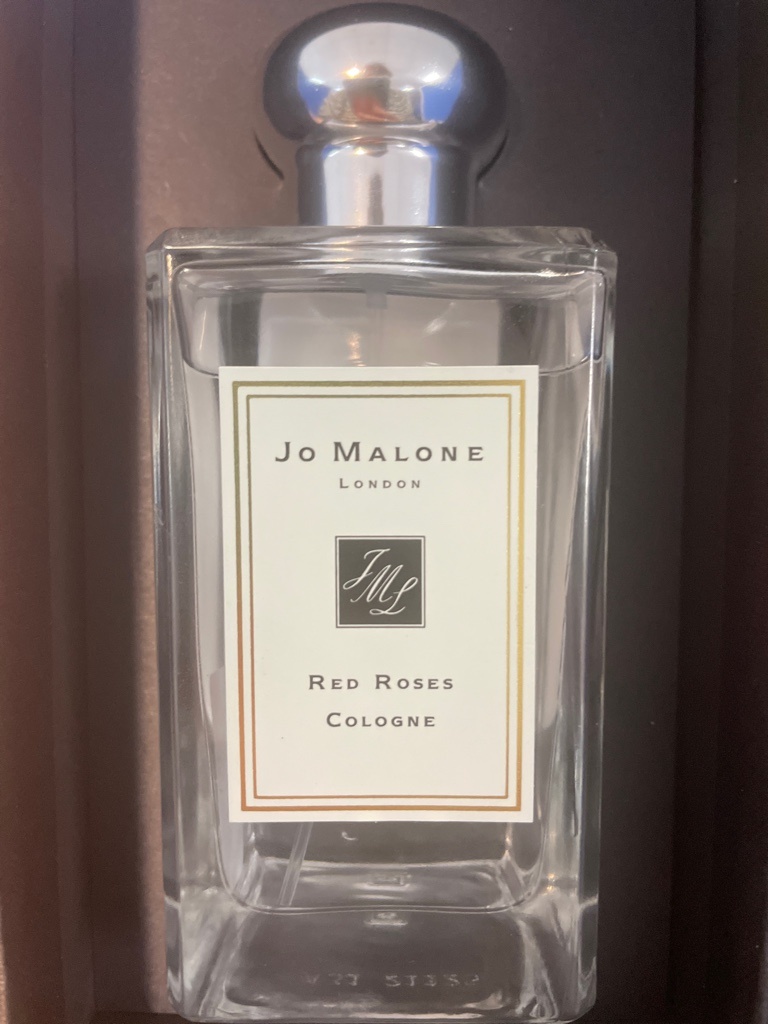 Jo Malone
London
JML
Red Roses
Cologne